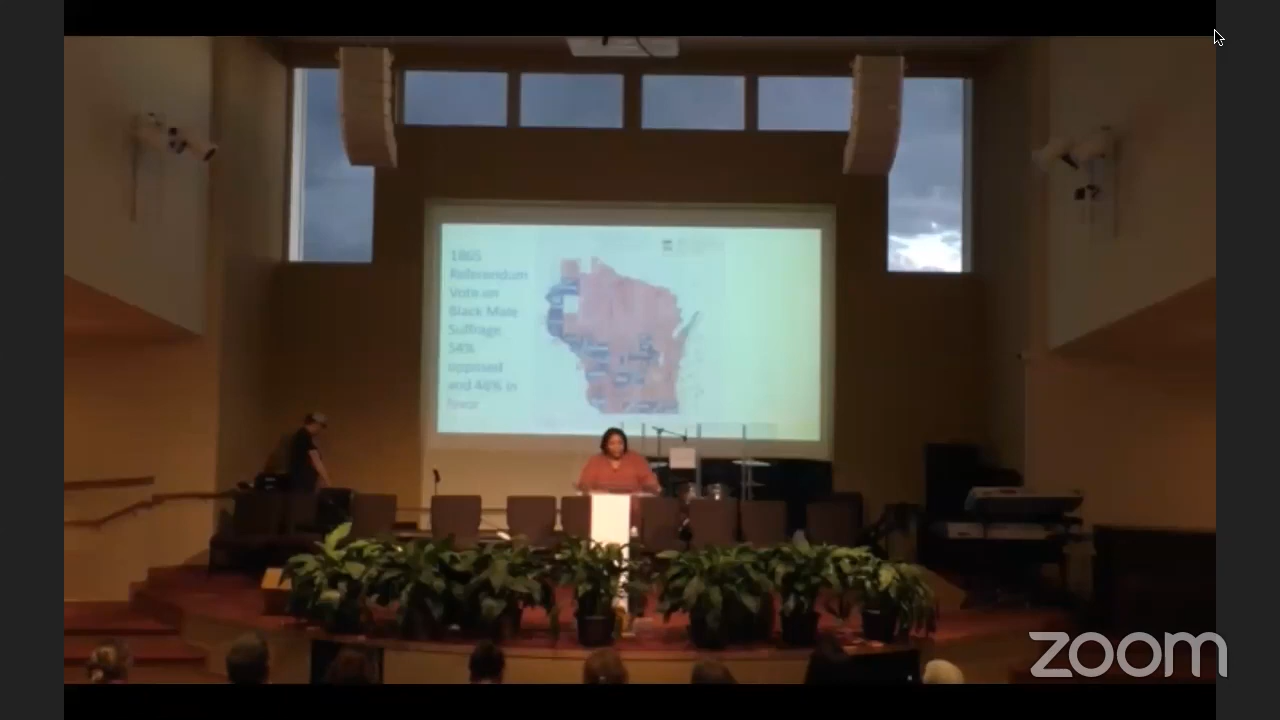 1865
Referendum
Vote on
Black Male
Suffrage
54%
opposed
and 46% in
favor
zoom